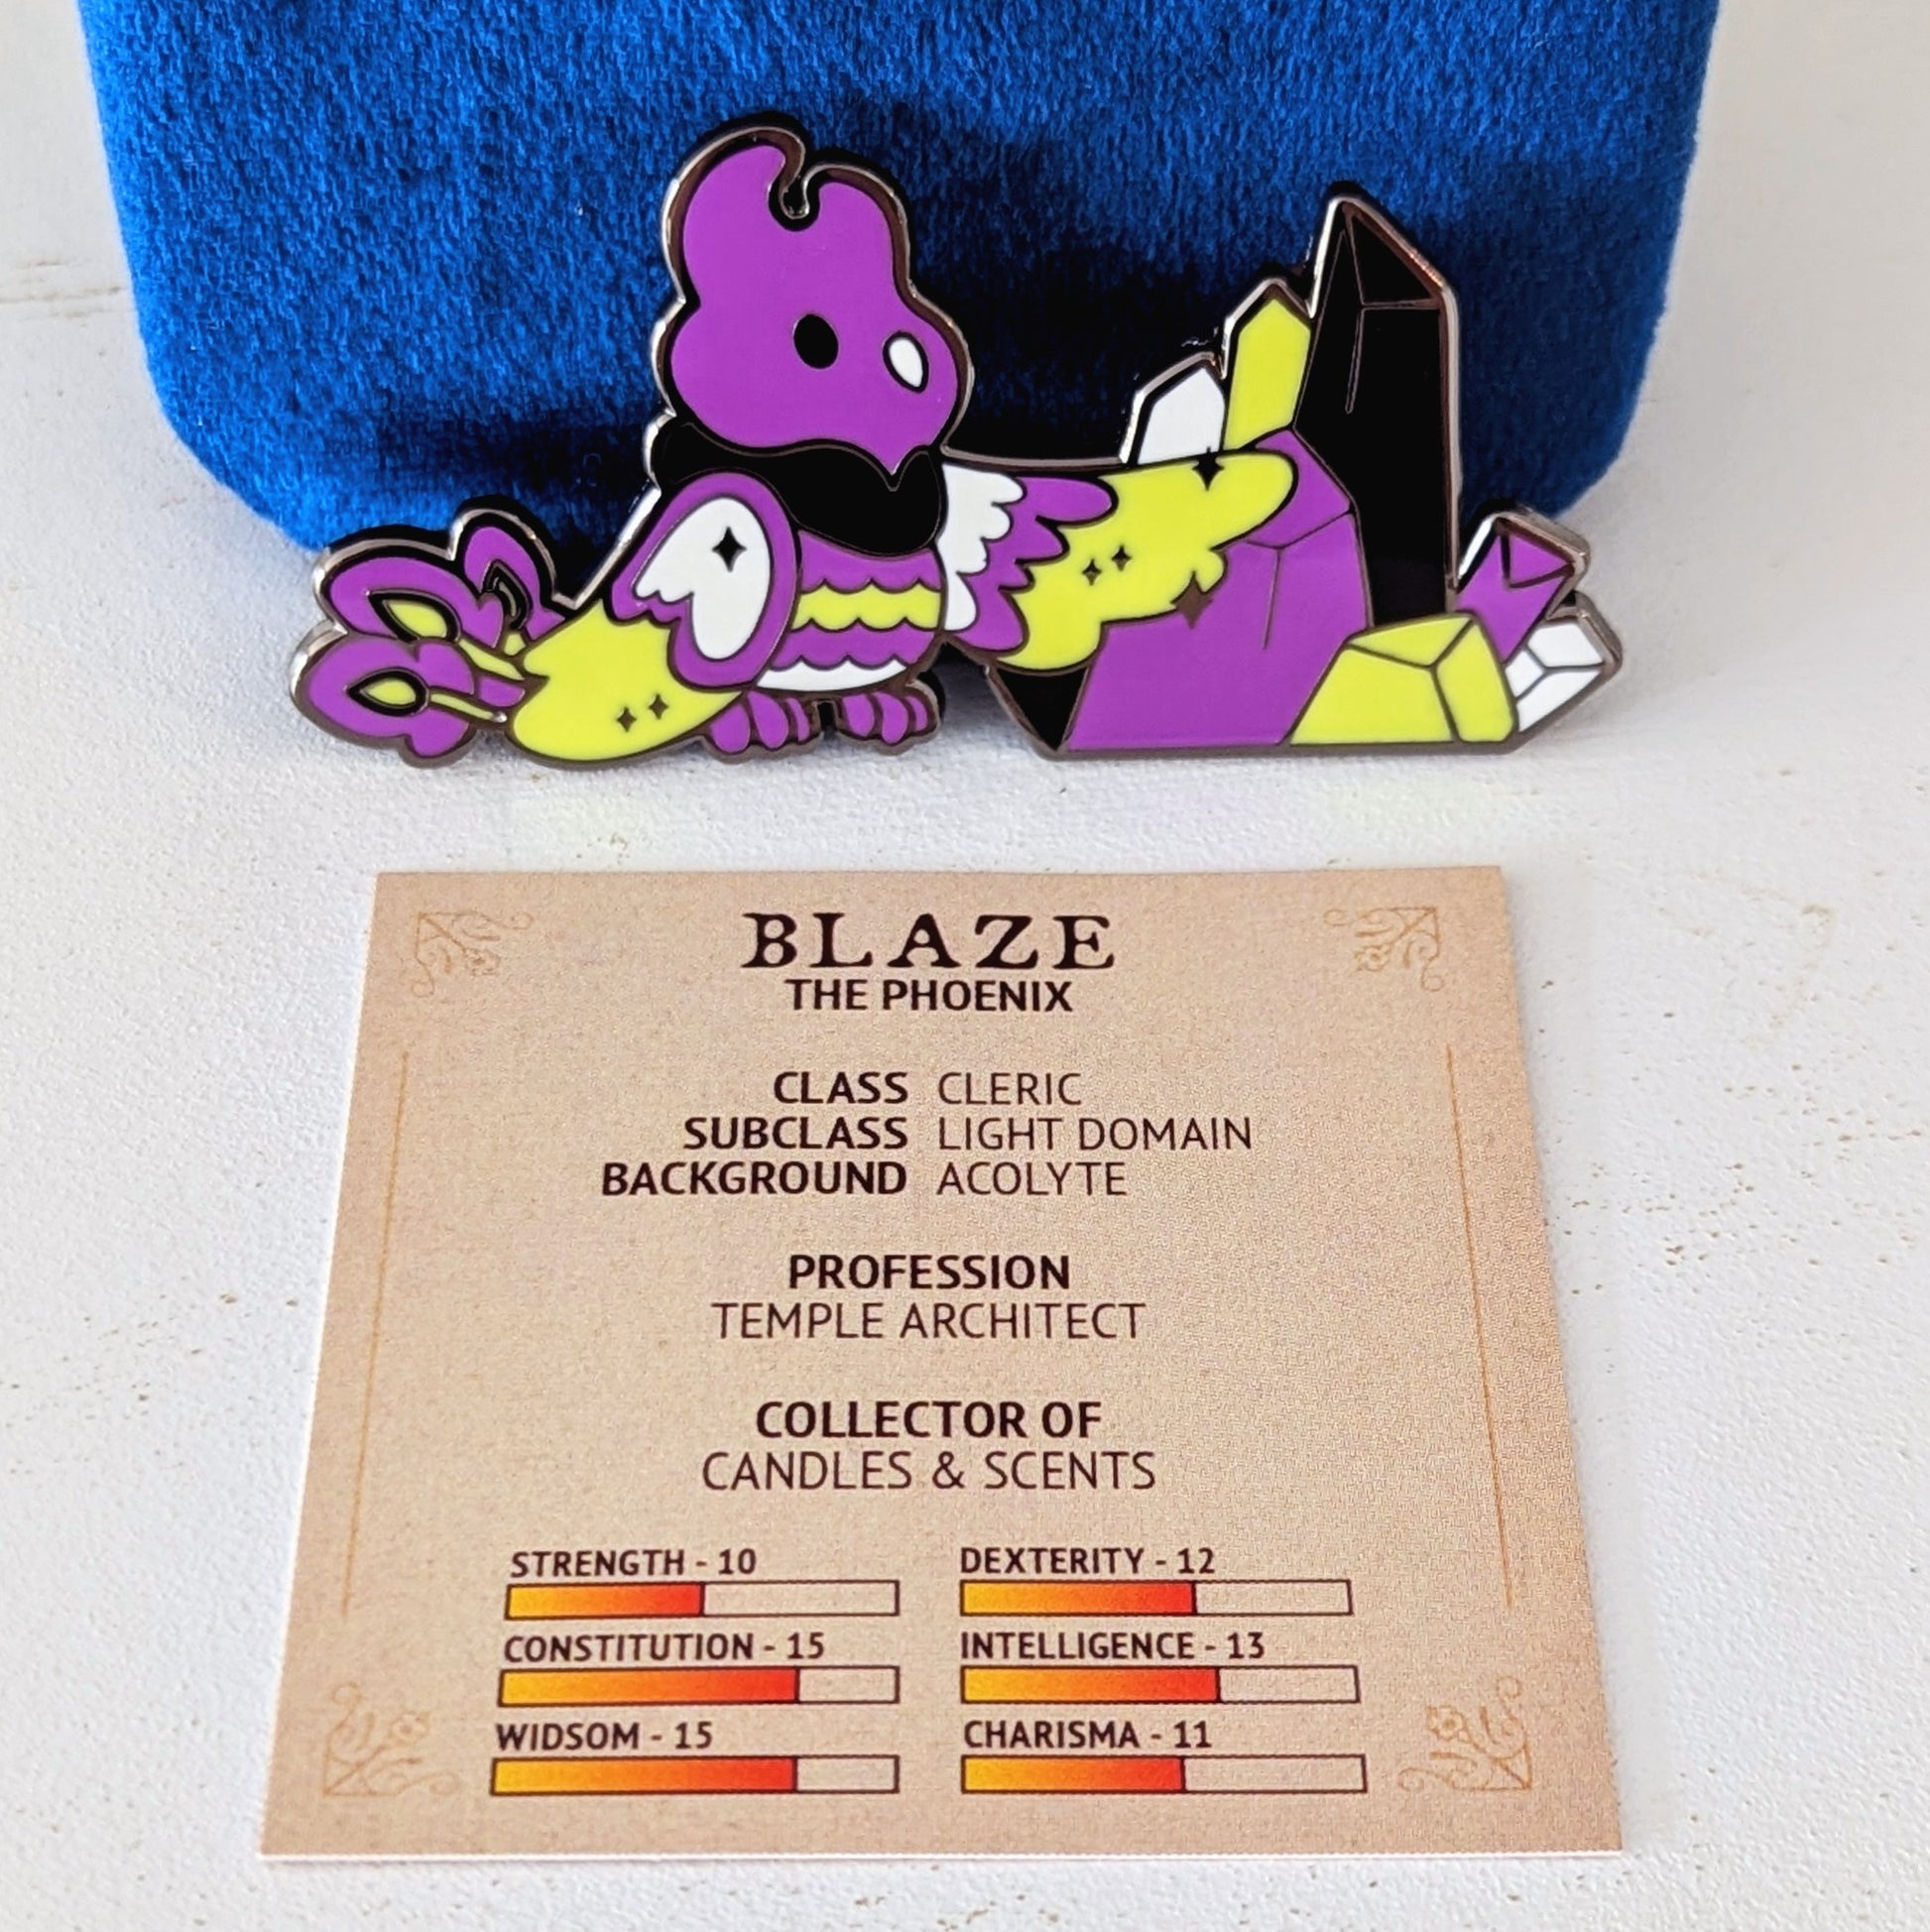 BLAZE
THE PHOENIX
CLASS CLERIC
SUBCLASS LIGHT DOMAIN
BACKGROUND ACOLYTE
PROFESSION
TEMPLE ARCHITECT
COLLECTOR OF
CANDLES & SCENTS
STRENGTH - 10 DEXTERITY - 12
CONSTITUTION - 15 INTELLIGENCE - 13
WIDSOM - 15 CHARISMA - 11